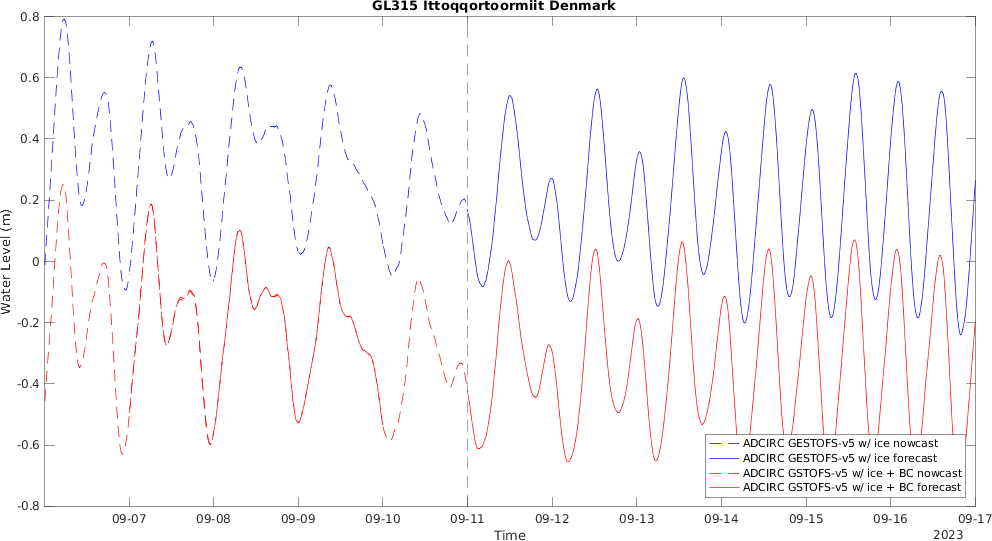 GL315 Ittoqqortoormiit Denmark
0.8
0.6
0.4
0.2
0
-0.2
-0.4
-0.6
-0.8
Water Level (m)
09-07 09-08 09-09 09-10 09-11 09-12 09-13 09-14 09-15 09-16 09-17
Time
2023
ADCIRC GESTOFS-v5 w/ ice nowcast
ADCIRC GESTOFS-v5 w/ ice forecast
ADCIRC GSTOFS-v5 w/ ice + BC nowcast
ADCIRC GSTOFS-v5 w/ ice + BC forecast